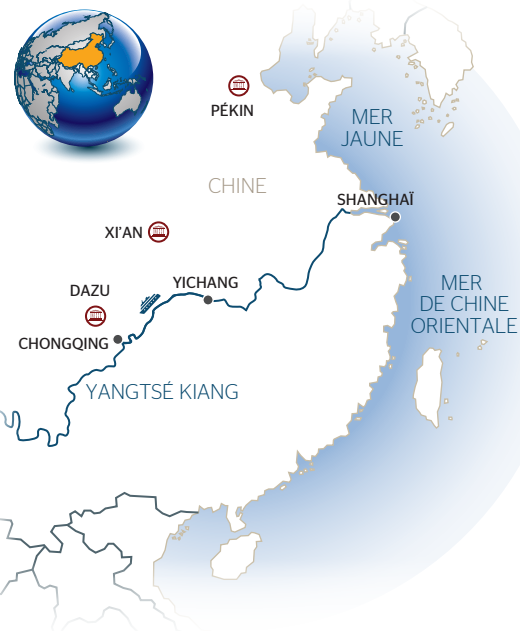 PÉKIN
MER
JAUNE
CHINE
SHANGHAÏ
XI'AN
DAZU
YICHANG
MER
DE CHINE
ORIENTALE
CHONGQING
YANGTSÉ KIANG